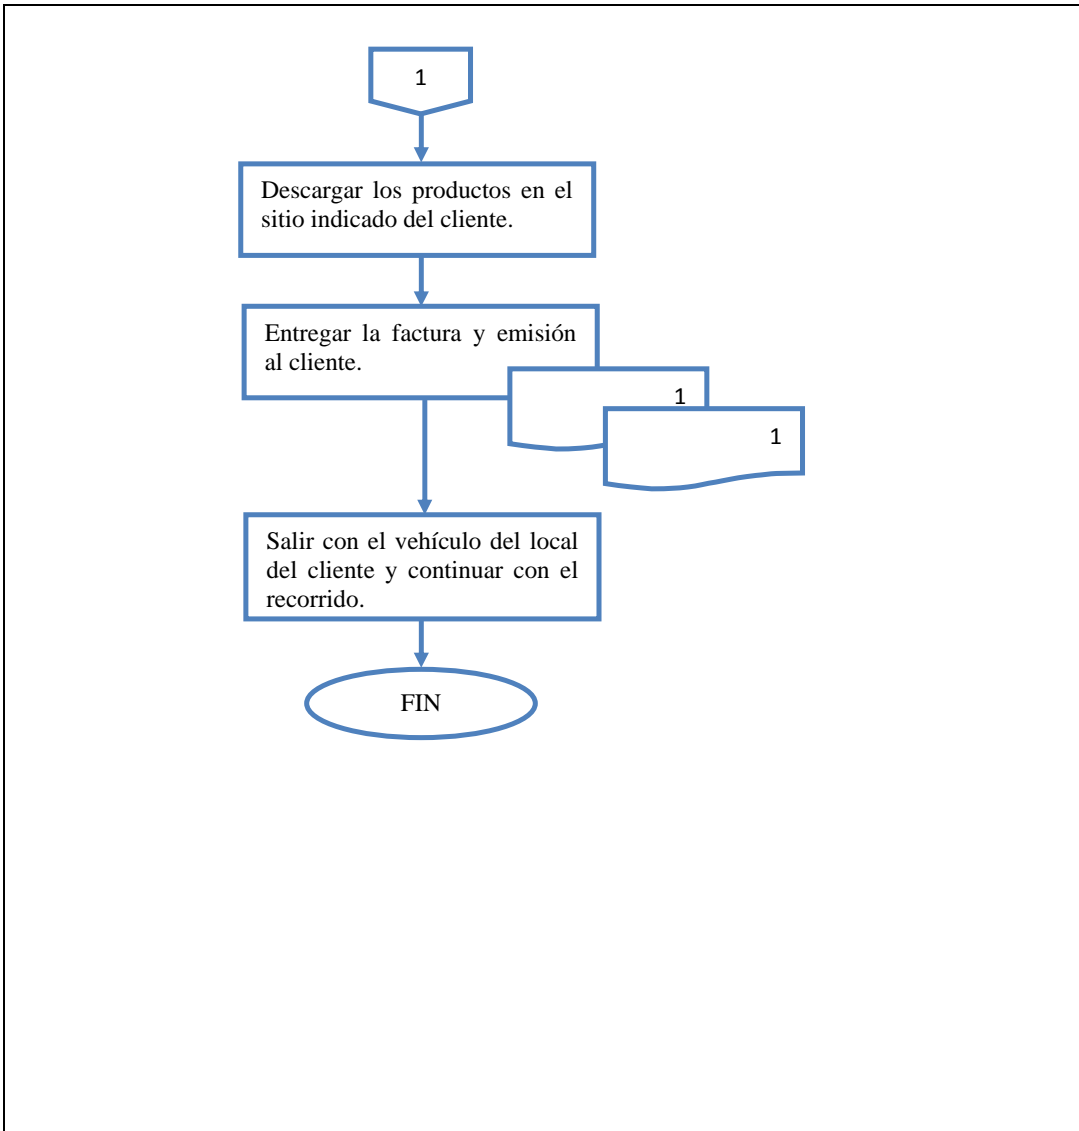 1
Descargar los productos en el
sitio indicado del cliente.
Entregar la factura y emisión
al cliente.
1
1
Salir con el vehículo del local
del cliente y continuar con el
recorrido.
FIN